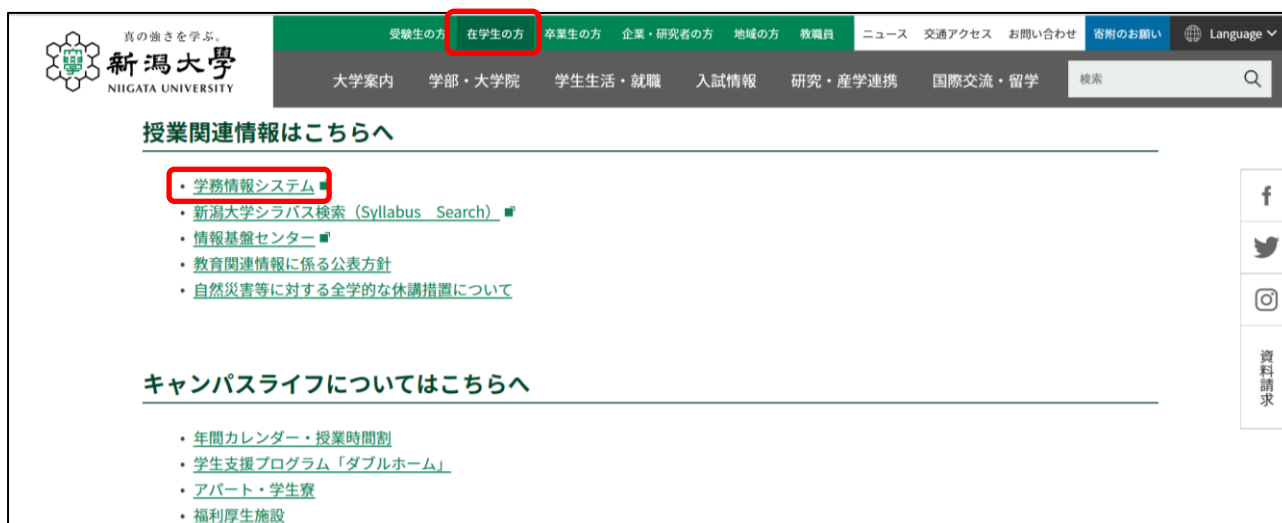 真の強さを学ぶ。
新潟大学
NIIGATA UNIVERSITY
受験生の方 在学生の方 卒業生の方 企業・研究者の方 地域の方 教職員 ニュース 交通アクセス お問い合わせ 寄附のお願い Language
大学案内 学部・大学院 学生生活・就職 入試情報 研究・産学連携 国際交流・留学 検索
授業関連情報はこちらへ
・学務情報システム
・新潟大学シラバス検索（Syllabus Search）
・情報基盤センター
・教育関連情報に係る公表方針
・自然災害等に対する全学的な休講措置について
資料請求
キャンパスライフについてはこちらへ
・年間カレンダー・授業時間割
・学生支援プログラム「ダブルホーム」
・アパート・学生寮
・福利厚生施設